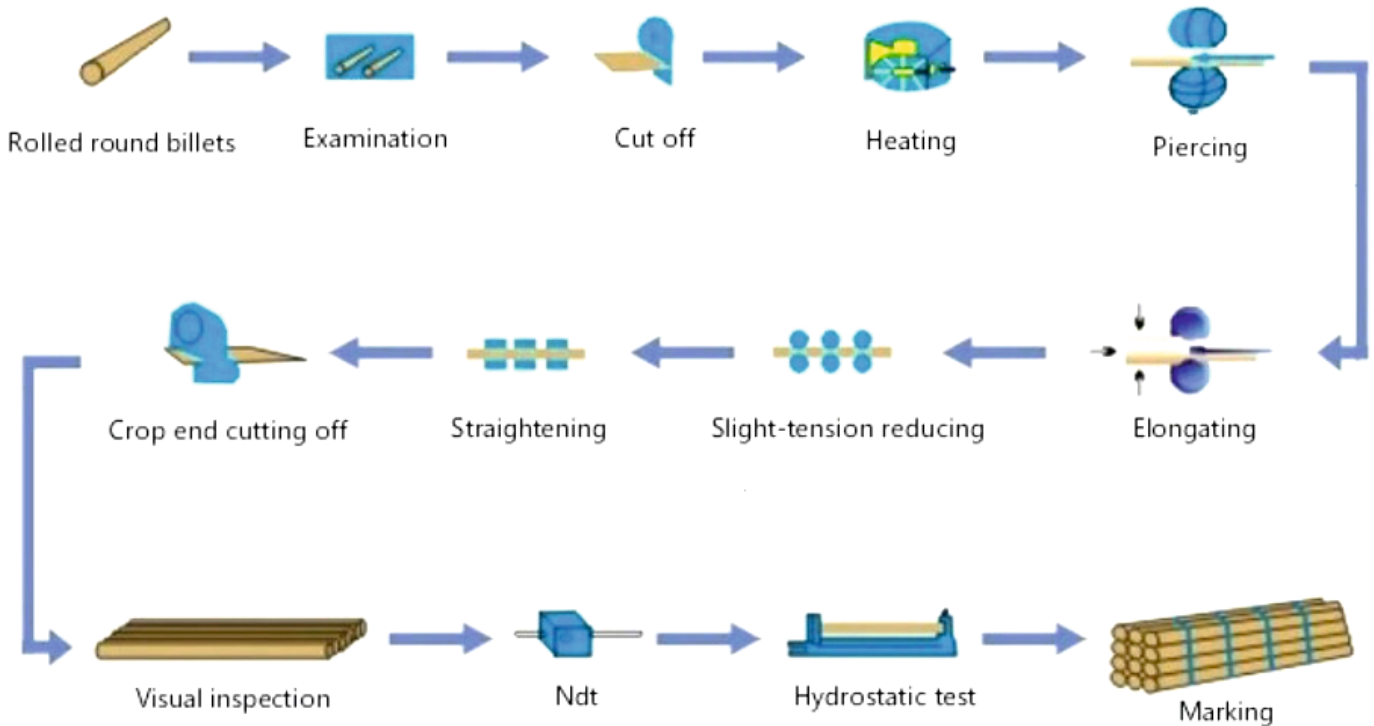 Rolled round billets
Examination
Cut off
Heating
Piercing
Crop end cutting off
Straightening
Slight-tension reducing
Elongating
Visual inspection
Ndt
Hydrostatic test
Marking